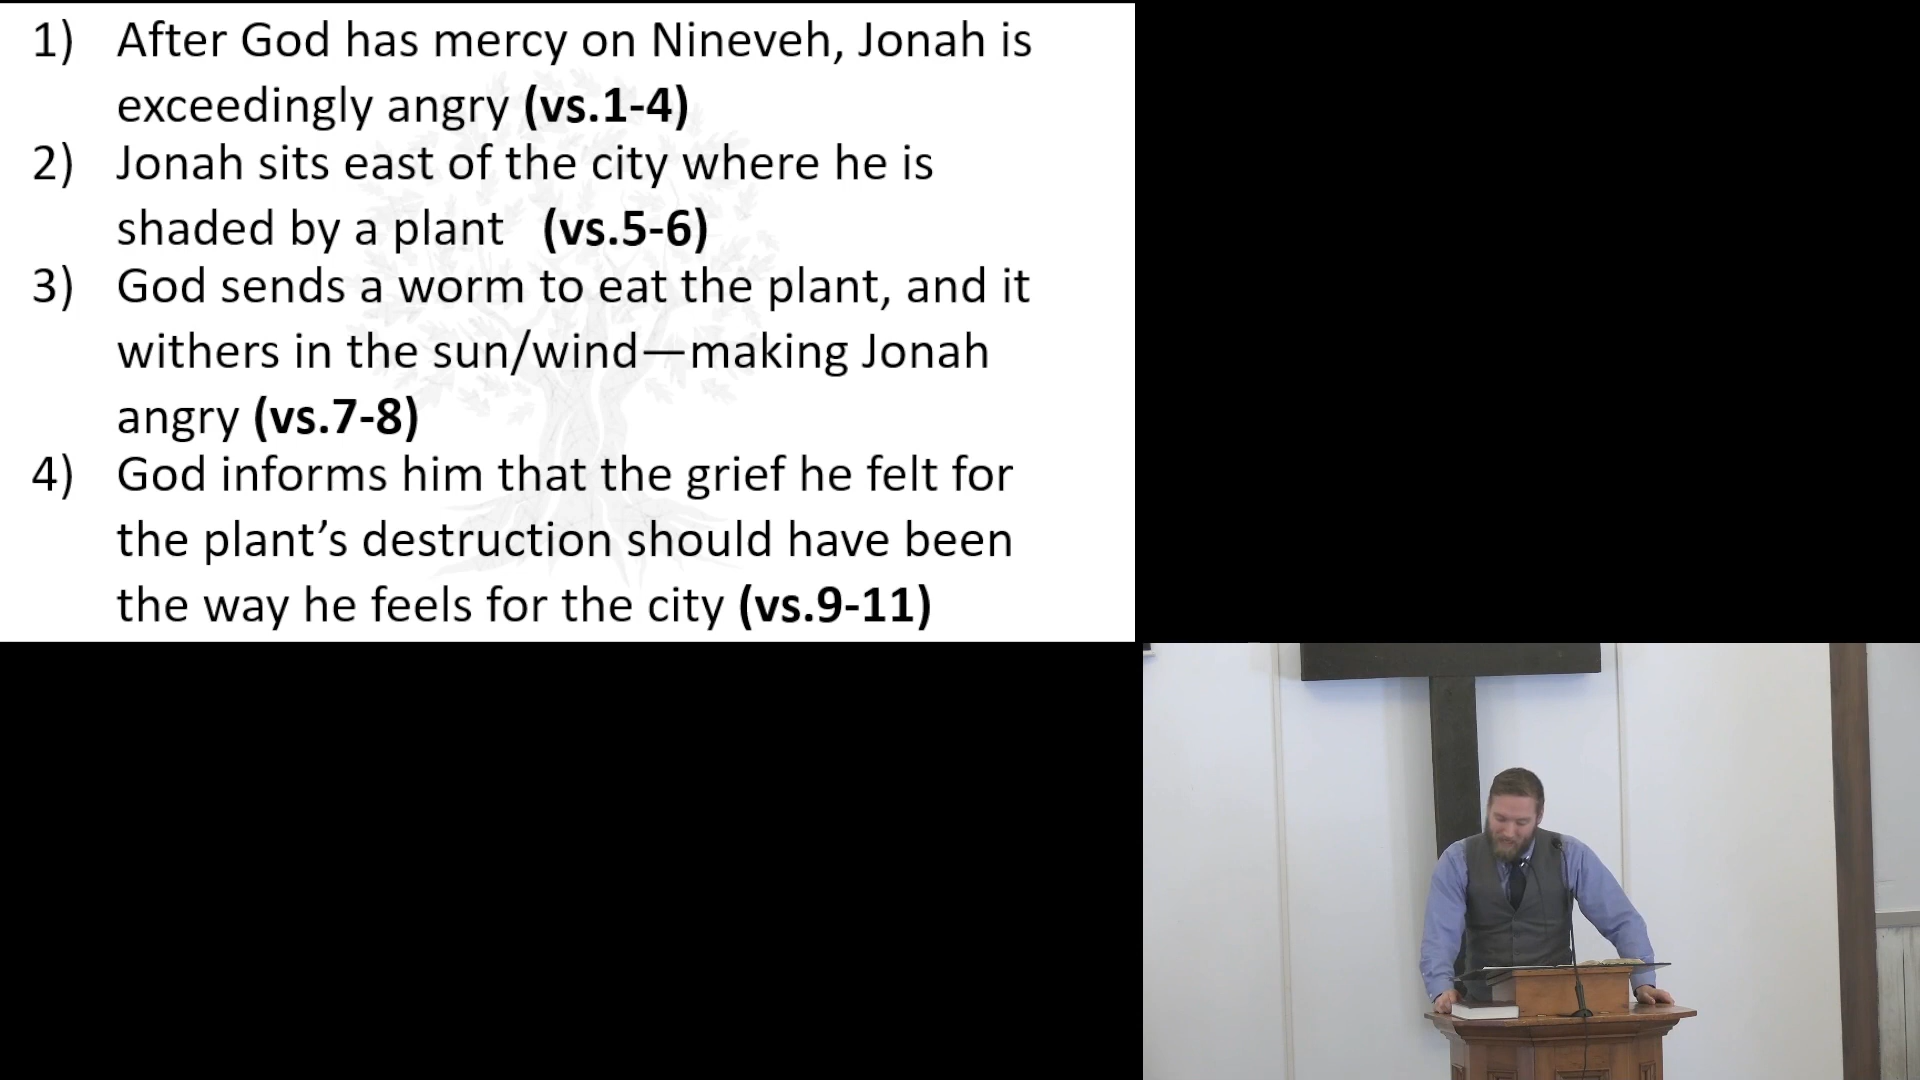 1) After God has mercy on Nineveh, Jonah is
exceedingly angry (vs.1-4)
2) Jonah sits east of the city where he is
shaded by a plant (vs.5-6)
3) God sends a worm to eat the plant, and it
withers in the sun/wind—making Jonah
angry (vs.7-8)
4) God informs him that the grief he felt for
the plant’s destruction should have been
the way he feels for the city (vs.9-11)